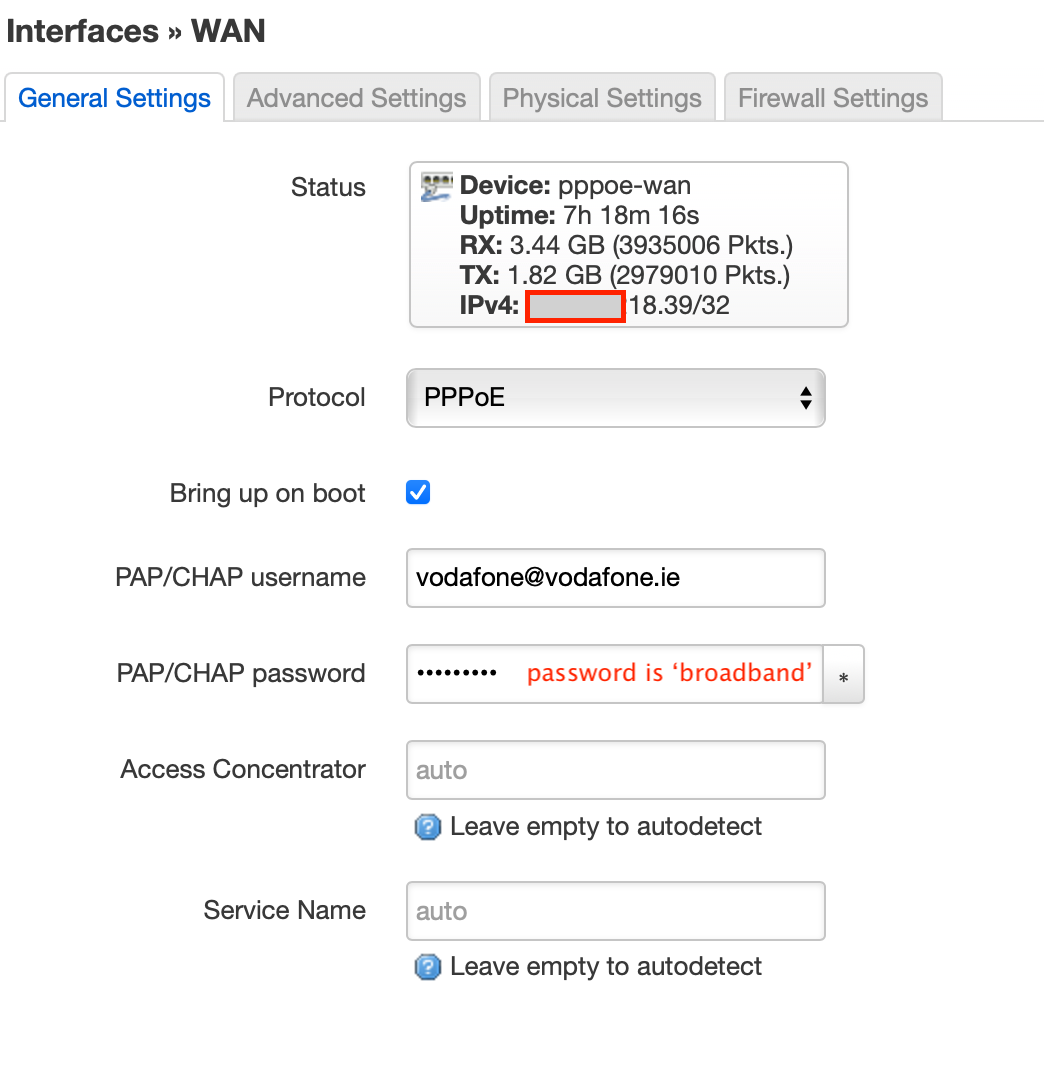 Interfaces » WAN
General Settings Advanced Settings Physical Settings Firewall Settings
Status
Device: pppoe-wan
Uptime: 7h 18m 16s
RX: 3.44 GB (3935006 Pkts.)
TX: 1.82 GB (2979010 Pkts.)
IPv4: 18.39/32
Protocol PPPoE
Bring up on boot
PAP/CHAP username vodafone@vodafone.ie
PAP/CHAP password ••••••••• password is ‘broadband’ *
Access Concentrator auto
Leave empty to autodetect
Service Name auto
Leave empty to autodetect